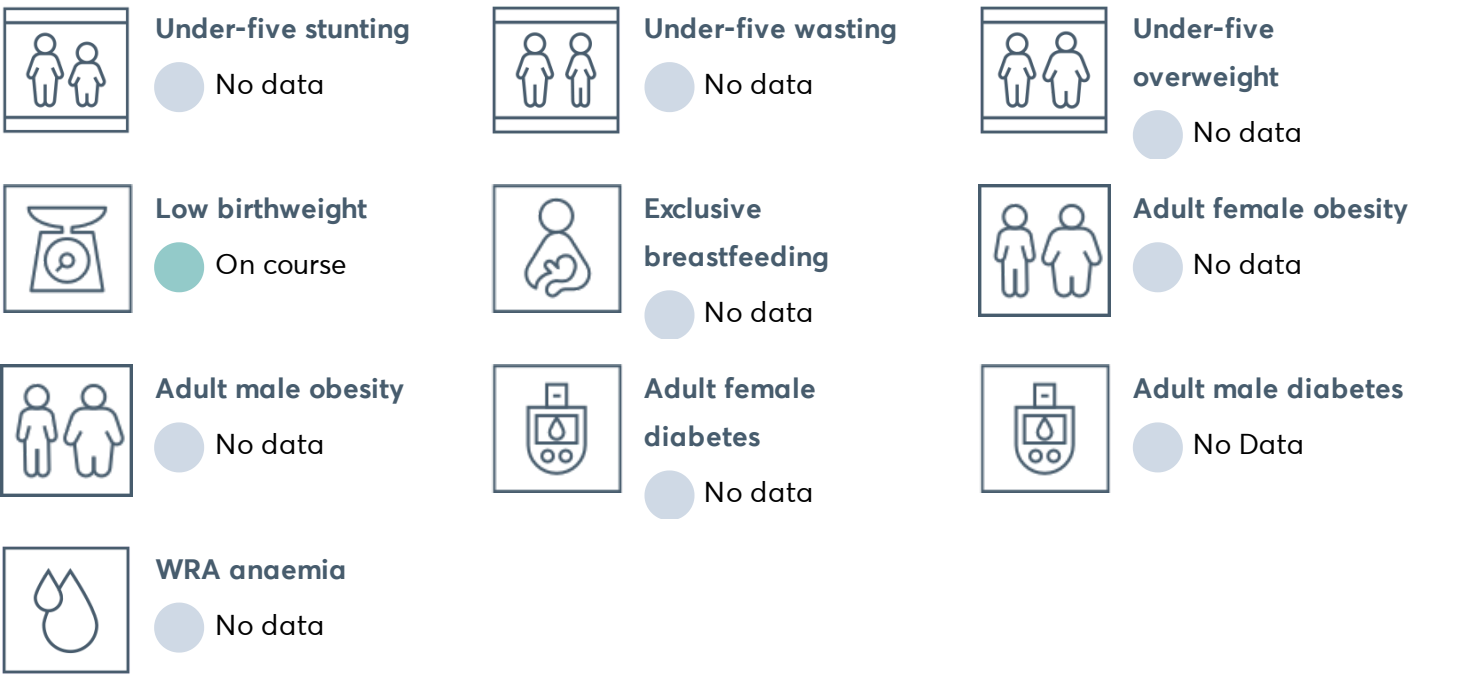 Under-five stunting
No data
Under-five wasting
No data
Under-five
overweight
No data
Low birthweight
On course
Exclusive
breastfeeding
No data
Adult female obesity
No data
Adult male obesity
No data
Adult female
diabetes
No data
Adult male diabetes
No Data
WRA anaemia
No data